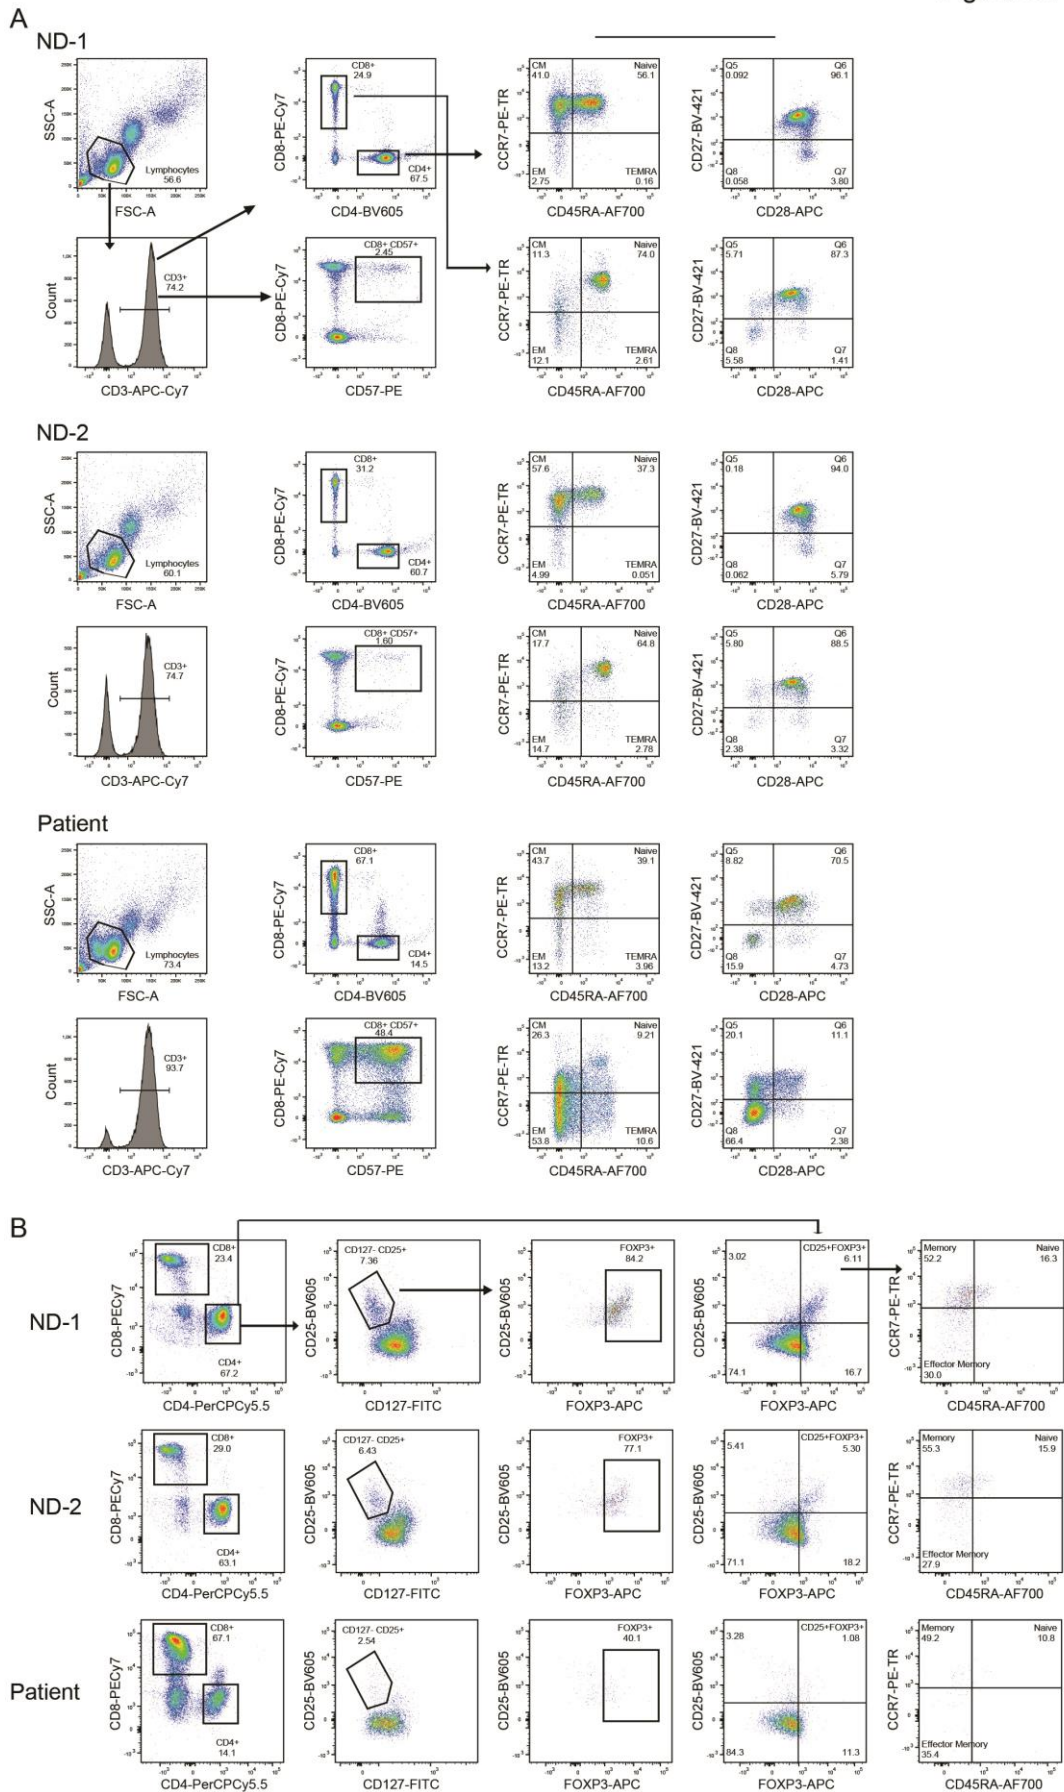 A
ND-1
SSC-A
Lymphocytes
56.6
FSC-A
CD8+
24.9
CD8-PE-Cy7
CD4+
67.5
CD4-BV605
CM
41.0
Naive
56.1
CCR7-PE-TR
EM
2.75
TEMRA
0.16
CD45RA-AF700
Q5
0.092
Q6
96.1
CD27-BV-421
Q8
0.058
Q7
3.80
CD28-APC
Count
CD3+
74.2
CD3-APC-Cy7
CD8+ CD57+
2.45
CD8-PE-Cy7
CD57-PE
CM
11.3
Naive
74.0
CCR7-PE-TR
EM
12.1
TEMRA
2.61
CD45RA-AF700
Q5
5.71
Q6
87.3
CD27-BV-421
Q8
5.58
Q7
1.41
CD28-APC
ND-2
SSC-A
Lymphocytes
60.1
FSC-A
CD8+
31.2
CD8-PE-Cy7
CD4+
60.7
CD4-BV605
CM
57.6
Naive
37.3
CCR7-PE-TR
EM
4.99
TEMRA
0.051
CD45RA-AF700
Q5
0.18
Q6
94.0
CD27-BV-421
Q8
0.062
Q7
5.79
CD28-APC
Count
CD3+
74.7
CD3-APC-Cy7
CD8+ CD57+
1.60
CD8-PE-Cy7
CD57-PE
CM
17.7
Naive
64.8
CCR7-PE-TR
EM
14.7
TEMRA
2.78
CD45RA-AF700
Q5
5.80
Q6
88.5
CD27-BV-421
Q8
2.38
Q7
3.32
CD28-APC
Patient
SSC-A
Lymphocytes
73.4
FSC-A
CD8+
67.1
CD8-PE-Cy7
CD4+
14.5
CD4-BV605
CM
43.7
Naive
39.1
CCR7-PE-TR
EM
13.2
TEMRA
3.96
CD45RA-AF700
Q5
8.82
Q6
70.5
CD27-BV-421
Q8
15.9
Q7
4.73
CD28-APC
Count
CD3+
93.7
CD3-APC-Cy7
CD8+ CD57+
48.4
CD8-PE-Cy7
CD57-PE
CM
26.3
Naive
9.21
CCR7-PE-TR
EM
53.8
TEMRA
10.6
CD45RA-AF700
Q5
20.1
Q6
11.1
CD27-BV-421
Q8
66.4
Q7
2.38
CD28-APC
B
ND-1
CD8+
23.4
CD8-PECy7
CD4+
67.2
CD4-PerCPCy5.5
CD127- CD25+
7.36
CD25-BV605
CD127-FITC
FOXP3+
84.2
CD25-BV605
FOXP3-APC
3.02
CD25+FOXP3+
6.11
CD25-BV605
74.1
16.7
FOXP3-APC
Memory
52.2
Naive
16.3
CCR7-PE-TR
Effector Memory
30.0
CD45RA-AF700
ND-2
CD8+
29.0
CD8-PECy7
CD4+
63.1
CD4-PerCPCy5.5
CD127- CD25+
6.43
CD25-BV605
CD127-FITC
FOXP3+
77.1
CD25-BV605
FOXP3-APC
5.41
CD25+FOXP3+
5.30
CD25-BV605
71.1
18.2
FOXP3-APC
Memory
55.3
Naive
15.9
CCR7-PE-TR
Effector Memory
27.9
CD45RA-AF700
Patient
CD8+
67.1
CD8-PECy7
CD4+
14.1
CD4-PerCPCy5.5
CD127- CD25+
2.54
CD25-BV605
CD127-FITC
FOXP3+
40.1
CD25-BV605
FOXP3-APC
3.28
CD25+FOXP3+
1.08
CD25-BV605
84.3
11.3
FOXP3-APC
Memory
49.2
Naive
10.8
CCR7-PE-TR
Effector Memory
35.4
CD45RA-AF700